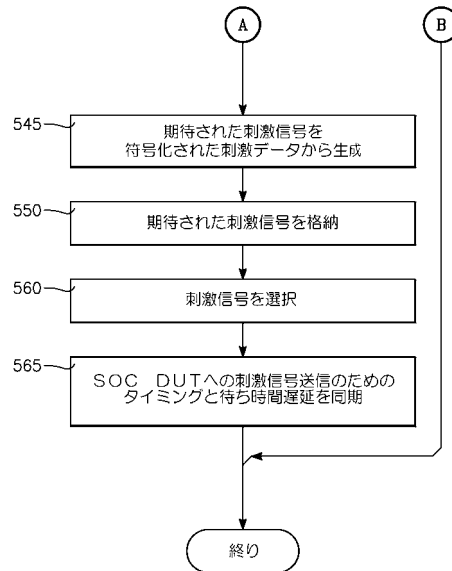 A
B
545
期待された刺激信号を
符号化された刺激データから生成
550
期待された刺激信号を格納
560
刺激信号を選択
565
SOC DUTへの刺激信号送信のための
タイミングと待ち時間遅延を同期
終り